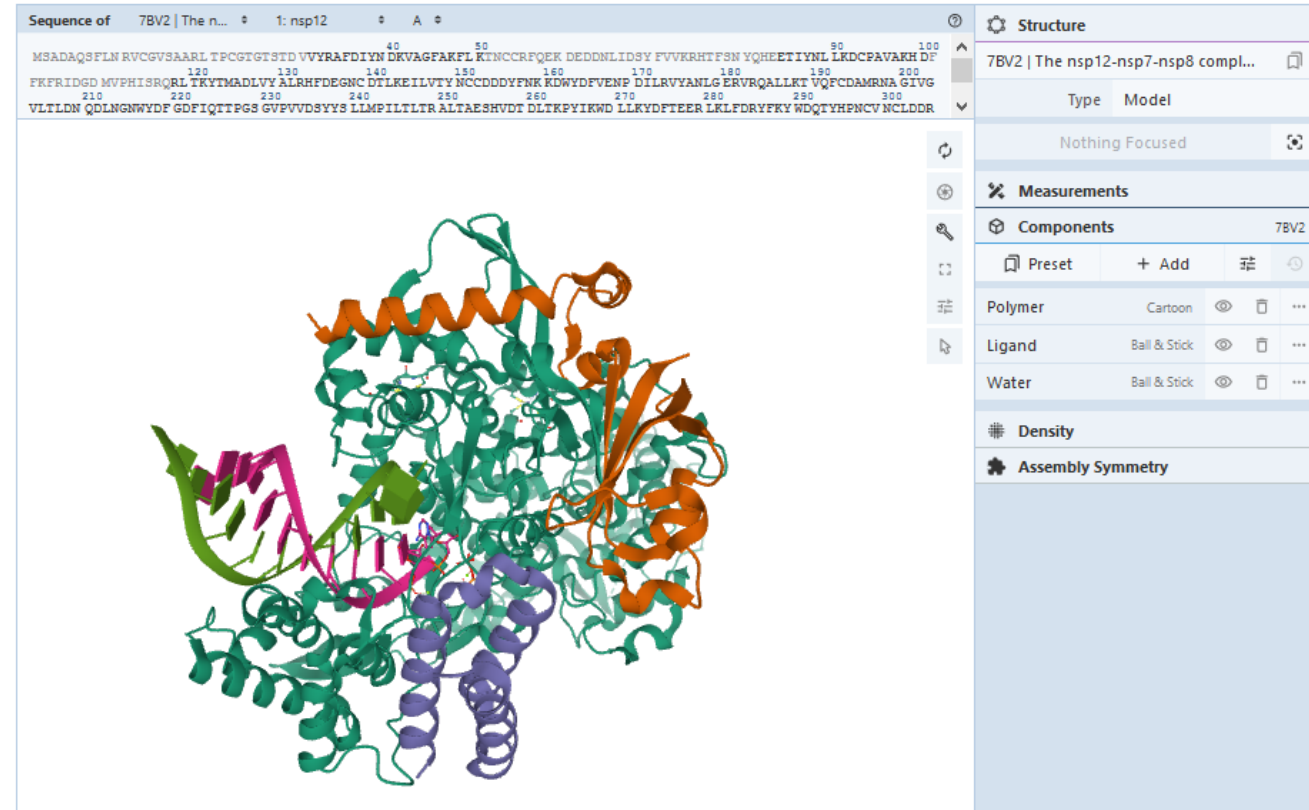 Sequence of 7BV2 | The n... 1: nsp12 A
Structure
40 50 90 100
MSADAQSFLN RVCGVSAARL TPCGTGTSTD VVYRAFDIYN DKVAGFAKFL KTNCCRFQEK DEDDNLIDSY FVVKRHTFSN YQHEETIYNL LKDCPAVAKH DF
7BV2 | The nsp12-nsp7-nsp8 compl...
120 130 140 150 160 170 180 190 200
FKFRIDGD MVPHISRQRL TKYTMADLVY ALRHFDEGNC DTLKEILVTY NCCDDDYFNK KDWYDFVENP DILRVYANLG ERVRQALLKT VQFCDAMRNA GIVG
210 220 230 240 250 260 270 280 290 300
VLTLDN QDLNGNWYDF GDFIQTTPGS GVPVVDSYYS LLMPILTLTR ALTAESHVDT DLTKPYIKWD LLKYDFTEER LKLFDRYFKY WDQTYHPNCV NCLDDR
Type Model
Nothing Focused
Measurements
Components 7BV2
Preset + Add
Polymer Cartoon
Ligand Ball & Stick
Water Ball & Stick
Density
Assembly Symmetry